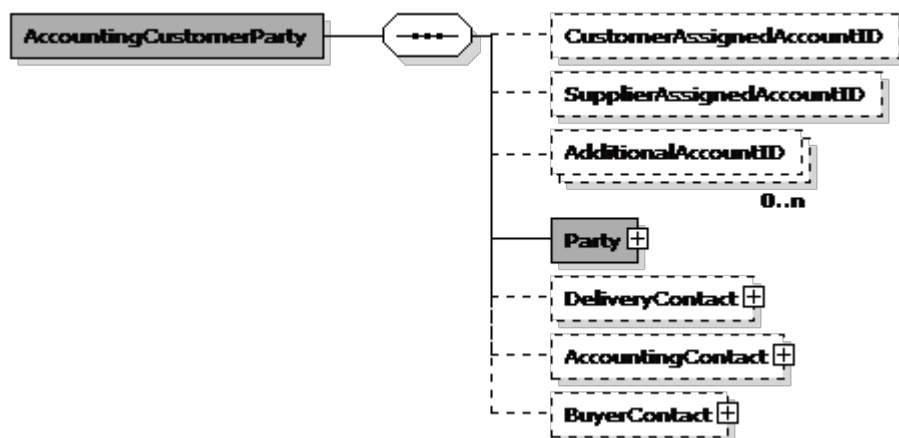 AccountingCustomerParty
CustomerAssignedAccountID
SupplierAssignedAccountID
AdditionalAccountID
0..n
Party
DeliveryContact
AccountingContact
BuyerContact